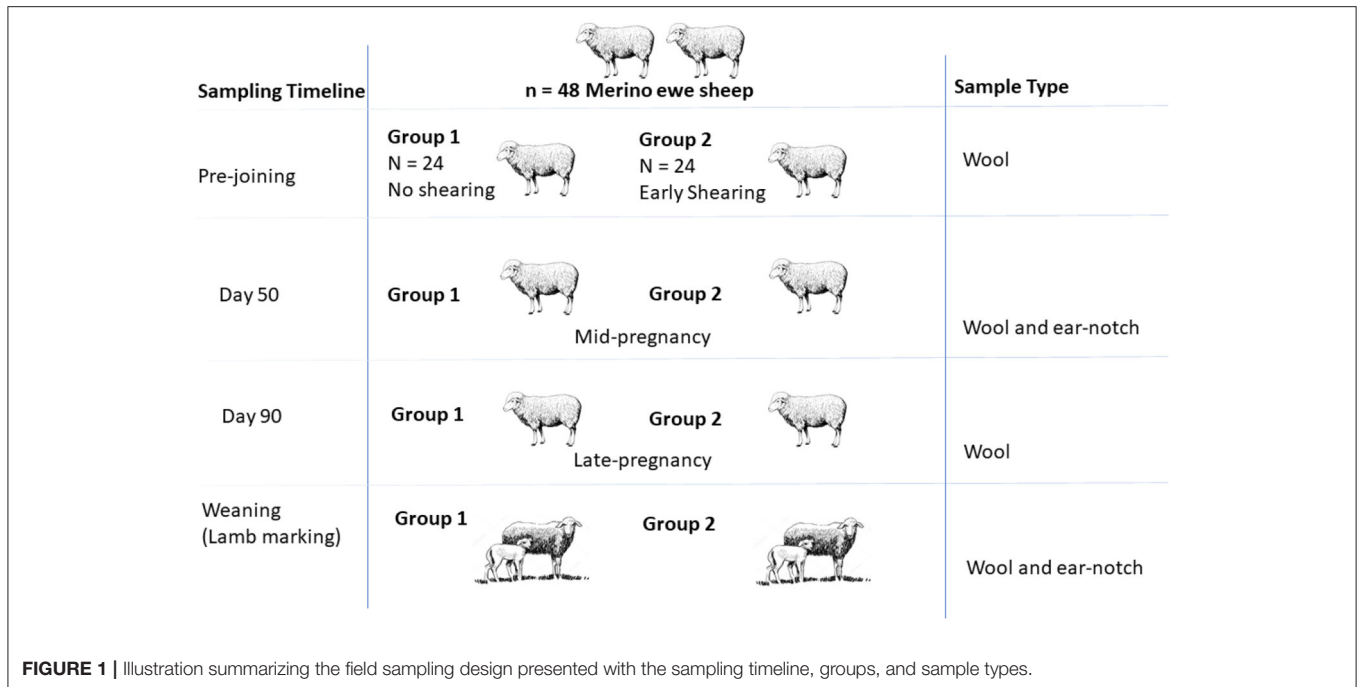 n = 48 Merino ewe sheep
Sampling Timeline
Sample Type
Pre-joining
Group 1
N = 24
No shearing
Group 2
N = 24
Early Shearing
Wool
Day 50
Group 1
Group 2
Mid-pregnancy
Wool and ear-notch
Day 90
Group 1
Group 2
Late-pregnancy
Wool
Weaning
(Lamb marking)
Group 1
Group 2
Wool and ear-notch
FIGURE 1 | Illustration summarizing the field sampling design presented with the sampling timeline, groups, and sample types.